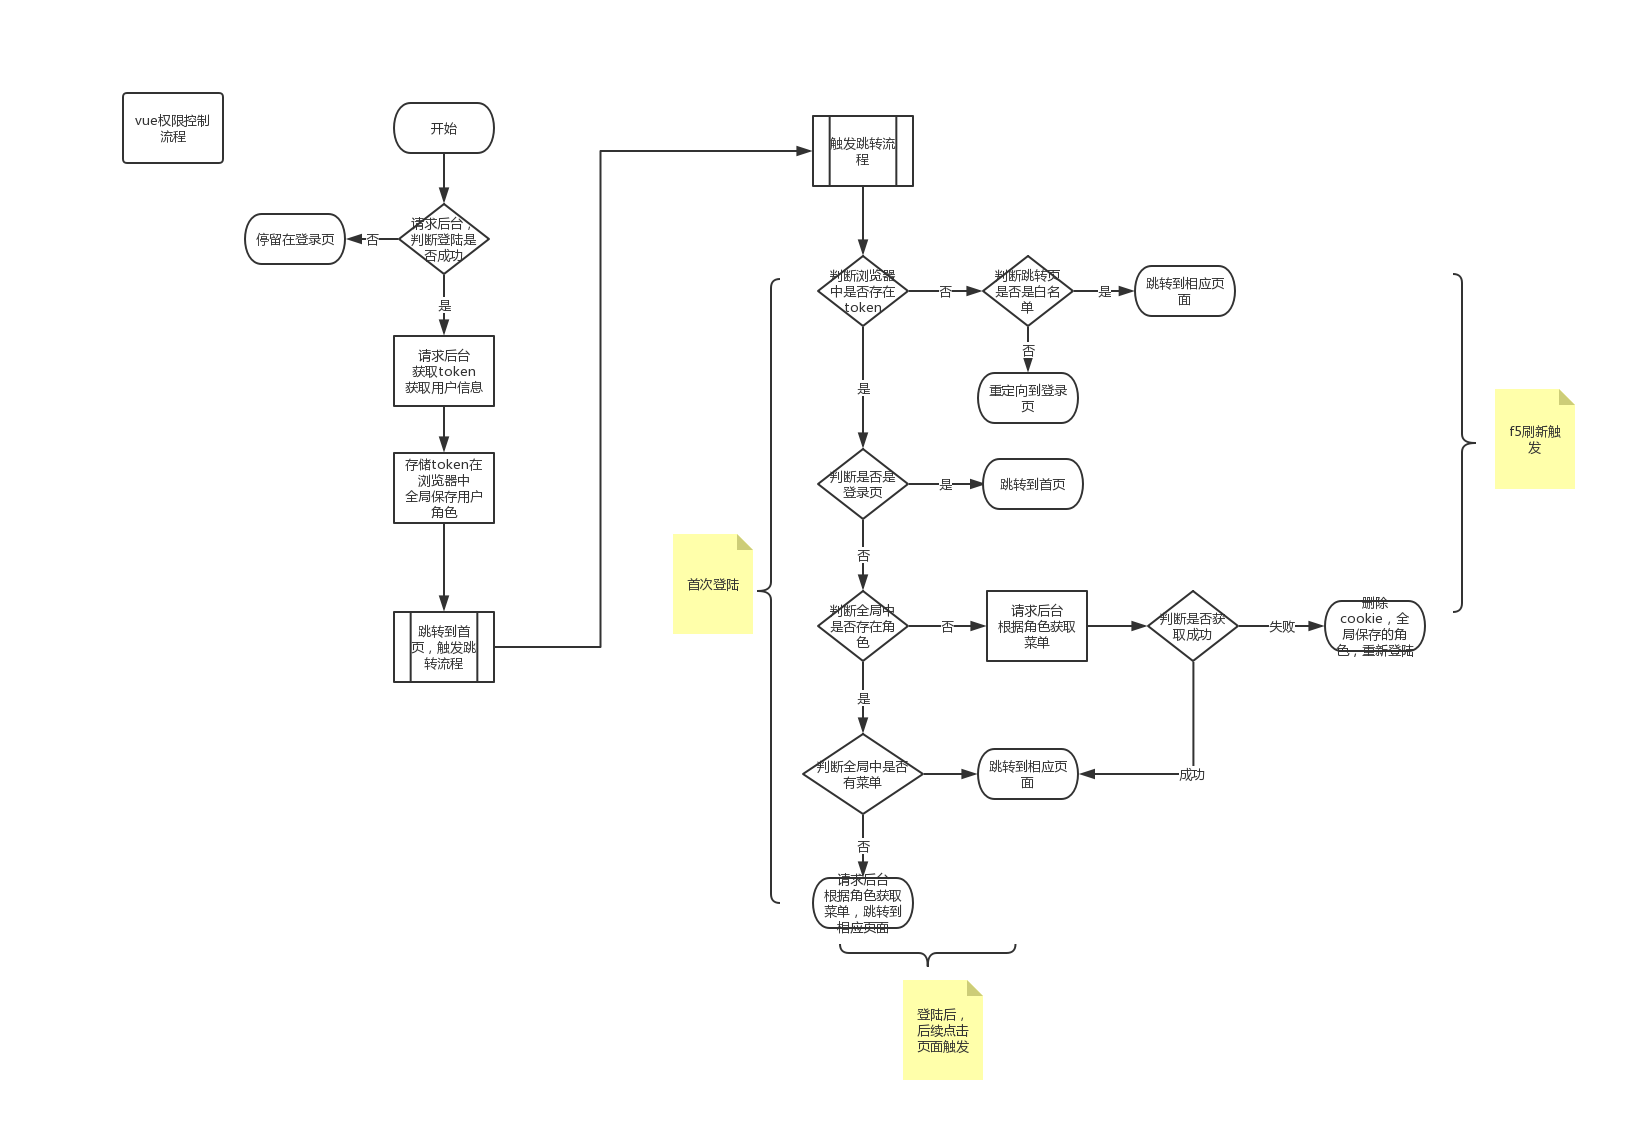 vue权限控制
流程
开始
请求后台，
判断登陆是
否成功
否
停留在登录页
是
请求后台
获取token
获取用户信息
存储token在
浏览器中
全局保存用户
角色
跳转到首
页，触发跳
转流程
触发跳转流
程
判断浏览器
中是否存在
token
否
判断跳转页
是否是白名
单
是
跳转到相应页
面
否
重定向到登录
页
是
判断是否是
登录页
是
跳转到首页
否
判断全局中
是否存在角
色
否
请求后台
根据角色获取
菜单
判断是否获
取成功
失败
删除
cookie，全
局保存的角
色，重新登陆
是
成功
判断全局中是否
有菜单
跳转到相应页
面
否
请求后台
根据角色获取
菜单，跳转到
相应页面
首次登陆
f5刷新触
发
登陆后，
后续点击
页面触发